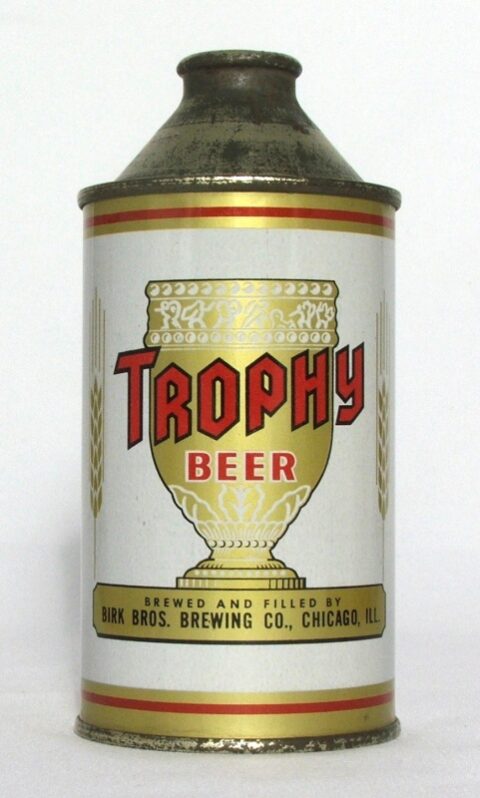 TROPHY
BEER
BREWED AND FILLED BY
BIRK BROS. BREWING CO., CHICAGO, ILL.